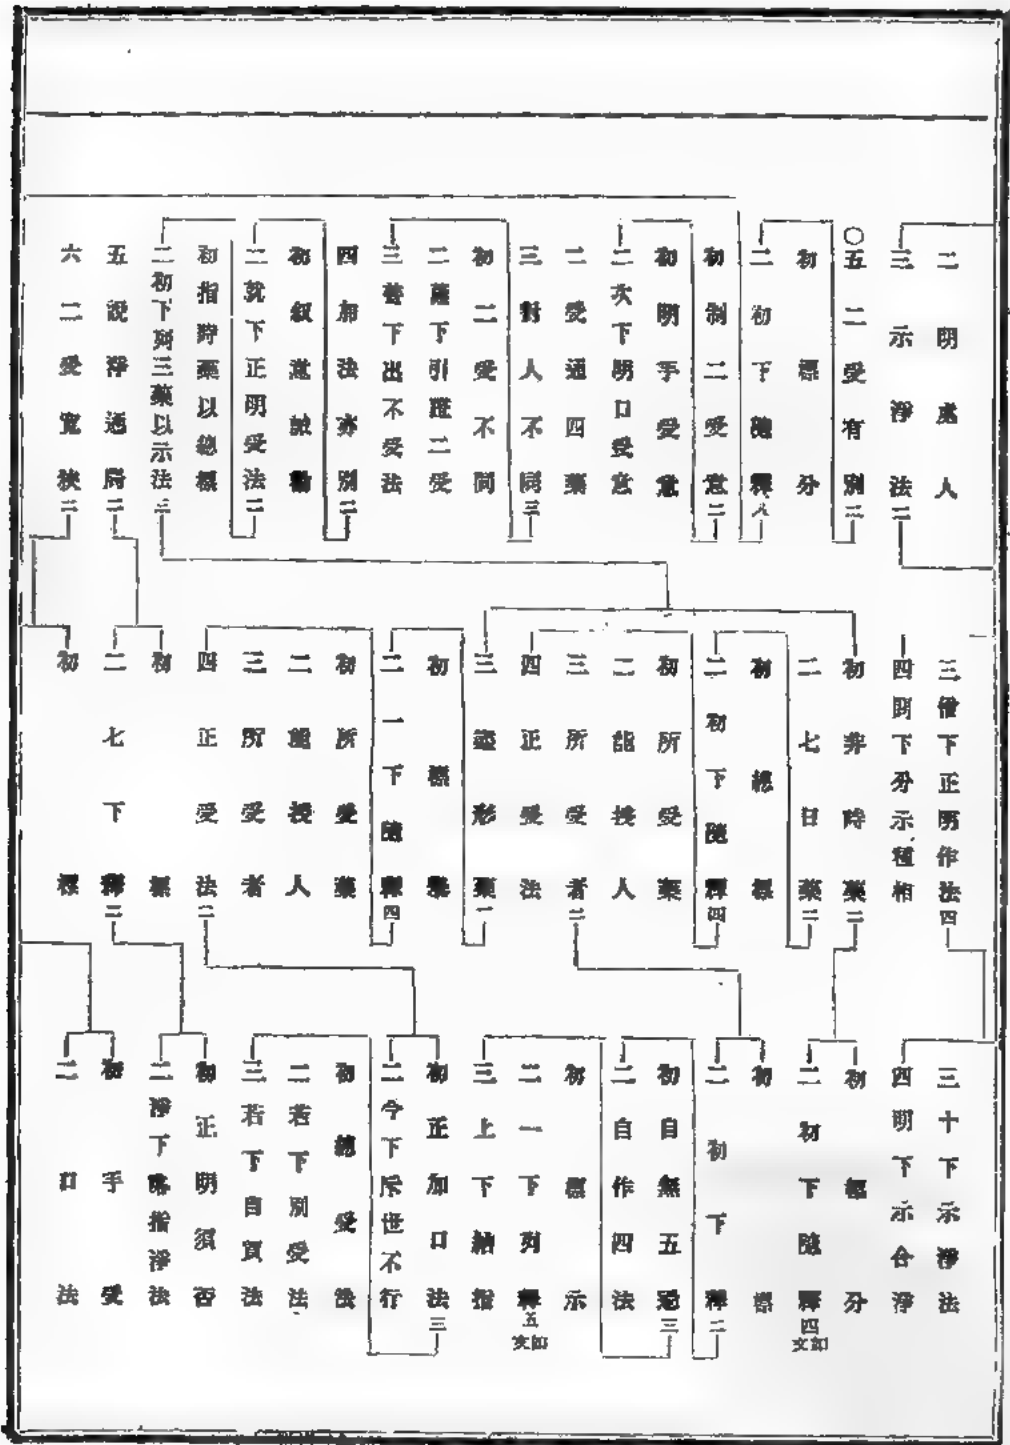 二明處人
三示淨法二
〇五二受有別二
初標分
二初下隨釋八
初制二受意二
初明手受意
二次下明口受意
二受通四藥
三對人不同三
初二受不同
二薩下引證二受
三善下出不受法
四加法亦別二
初敘意誡勸
二就下正明受法二
初指時藥以總標
二初下列三藥以示法三
五說淨通局二
六二受寬狹二
三僧下正明作法四
四則下分示種相
初非時藥二
二七日藥二
初總標
二初下隨釋四
初所受藥
二能授人
三所受者二
四正受法
三盡形藥二
初標舉
二一下隨釋四
初所受藥
二能授人
三所受者
四正受法二
初標
二七下釋二
初標
三十下示淨法
四明下示合淨
初標分
二初下隨釋四
如文
初標
二初下釋二
初自無五過三
二自作四法
初標示
二一下列釋五
如文
三上下結指
初正加口法三
二今下斥世不行
初總受法
二若下別受法
三若下自買法
初正明須否
二淨下略指淨法
初手受
二口法